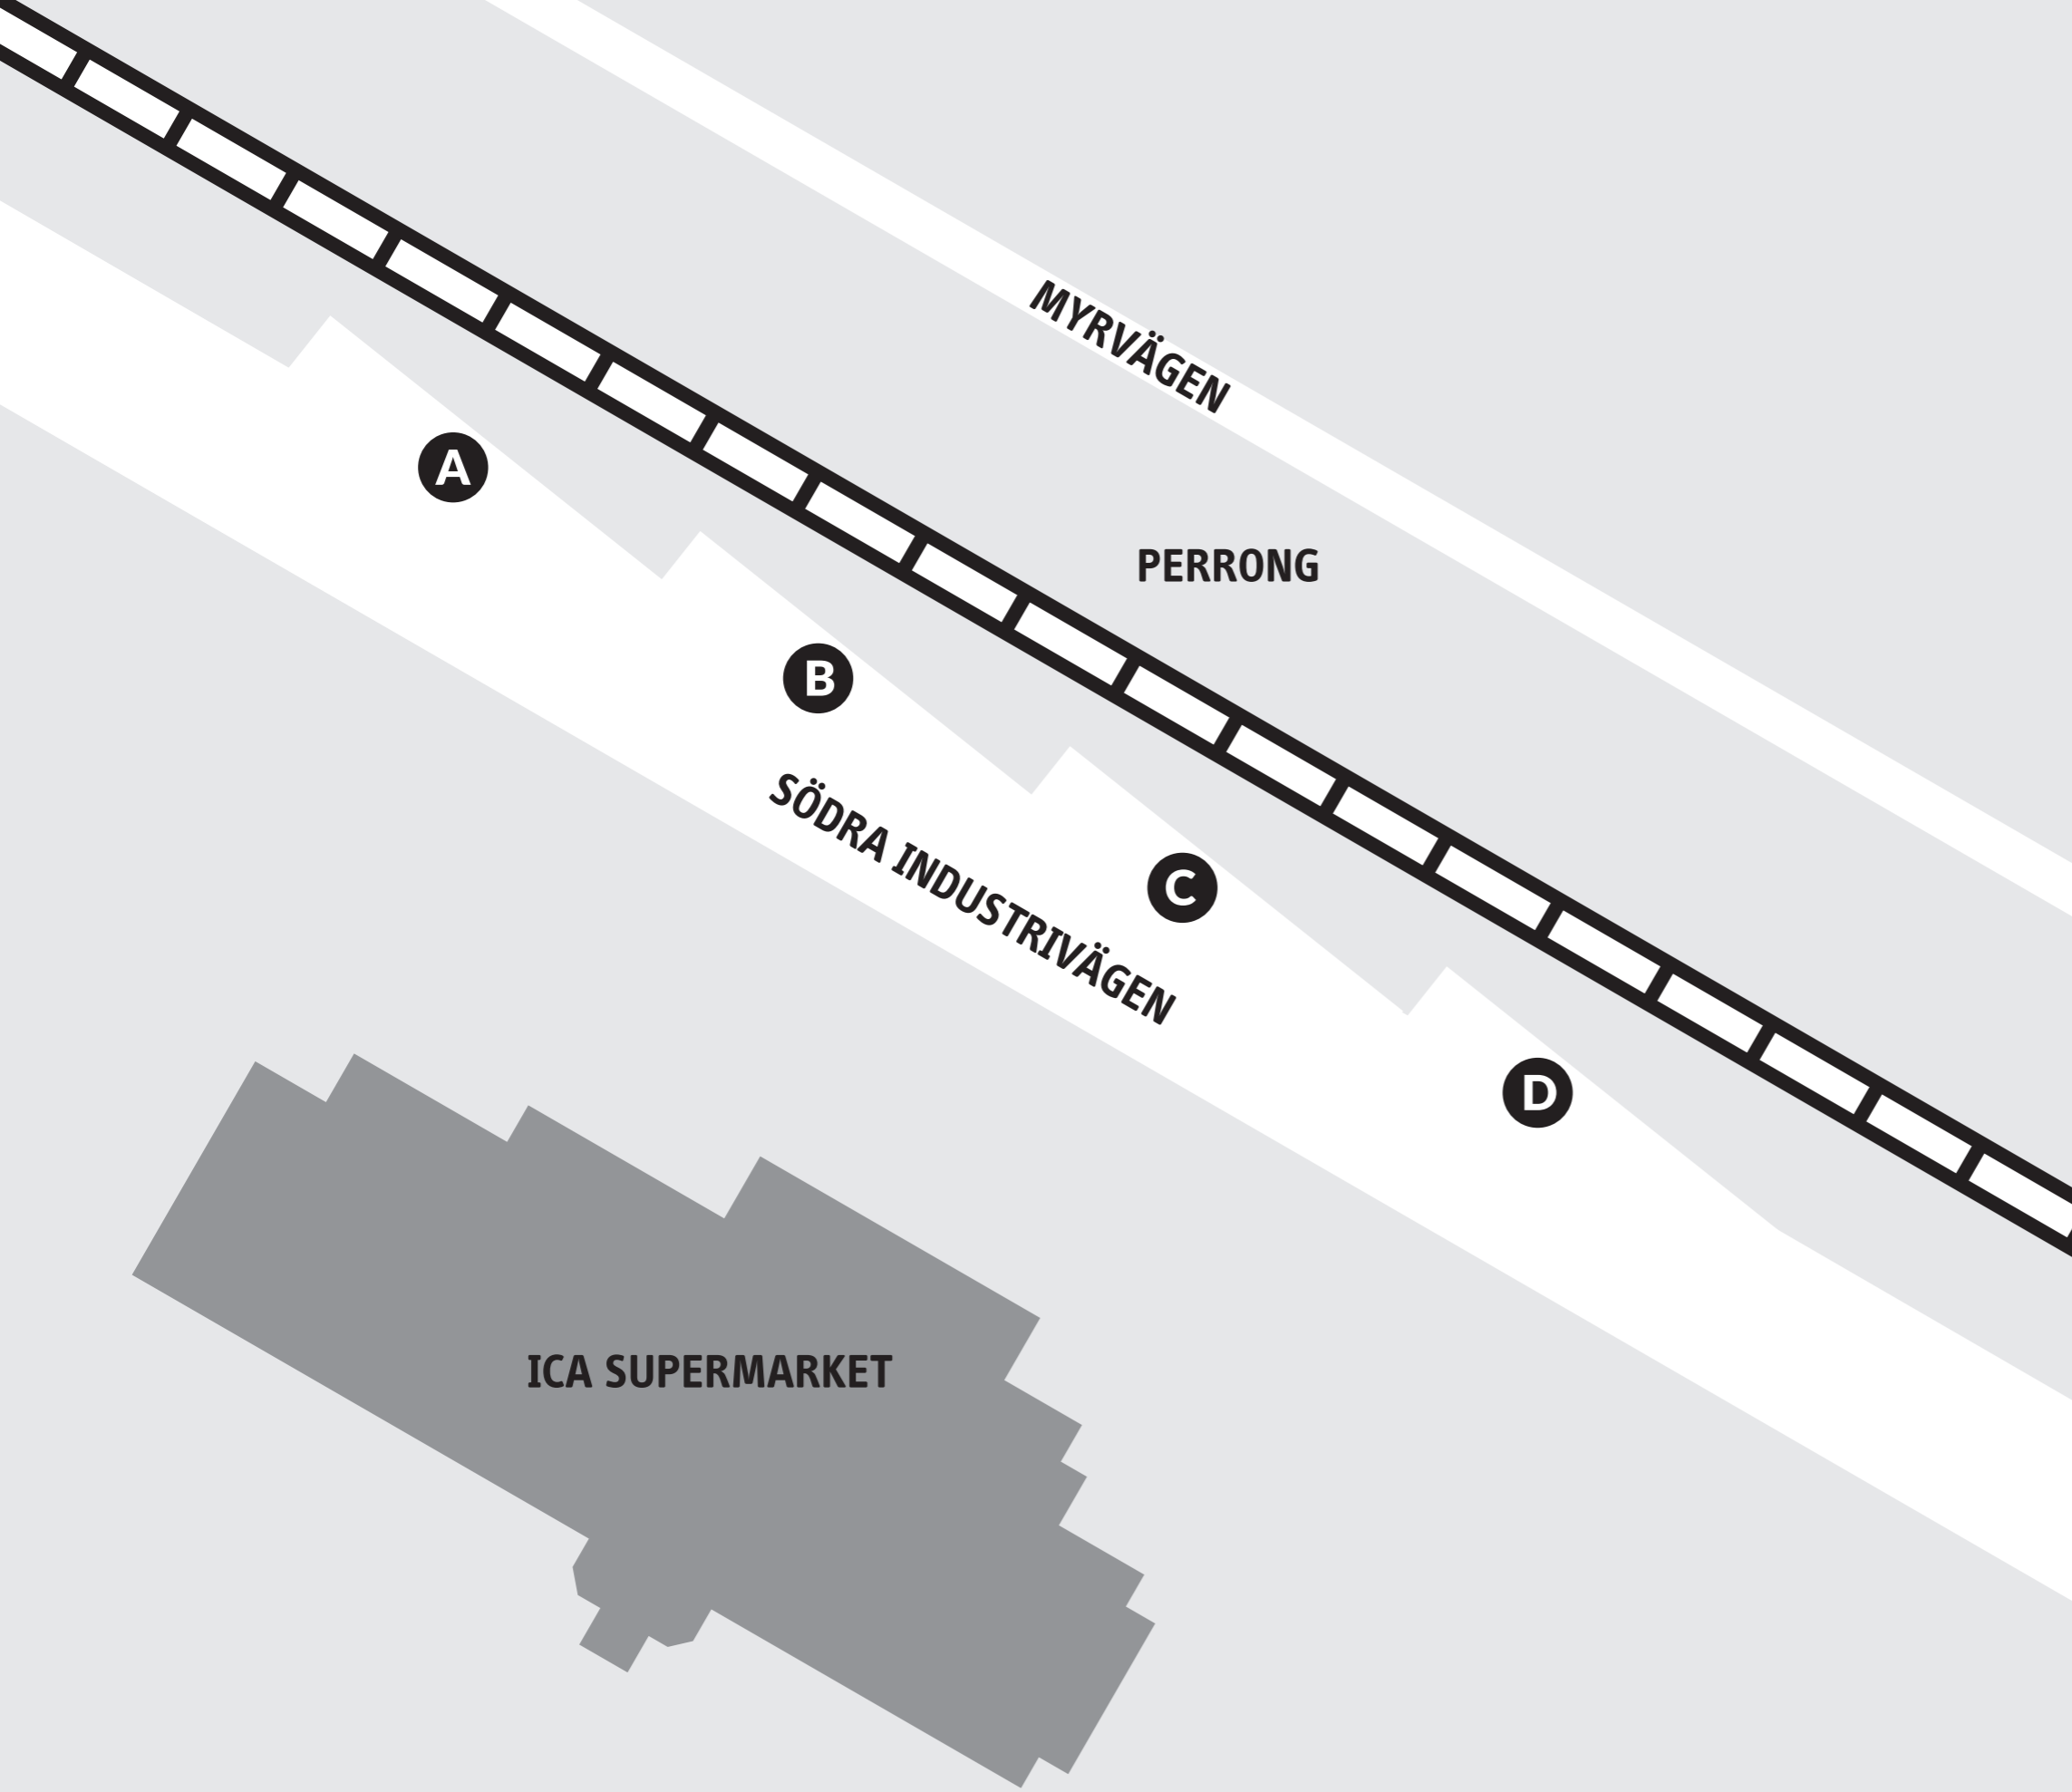 MYRVÄGEN
A
PERRONG
B
SÖDRA INDUSTRIVÄGEN
C
D
ICA SUPERMARKET